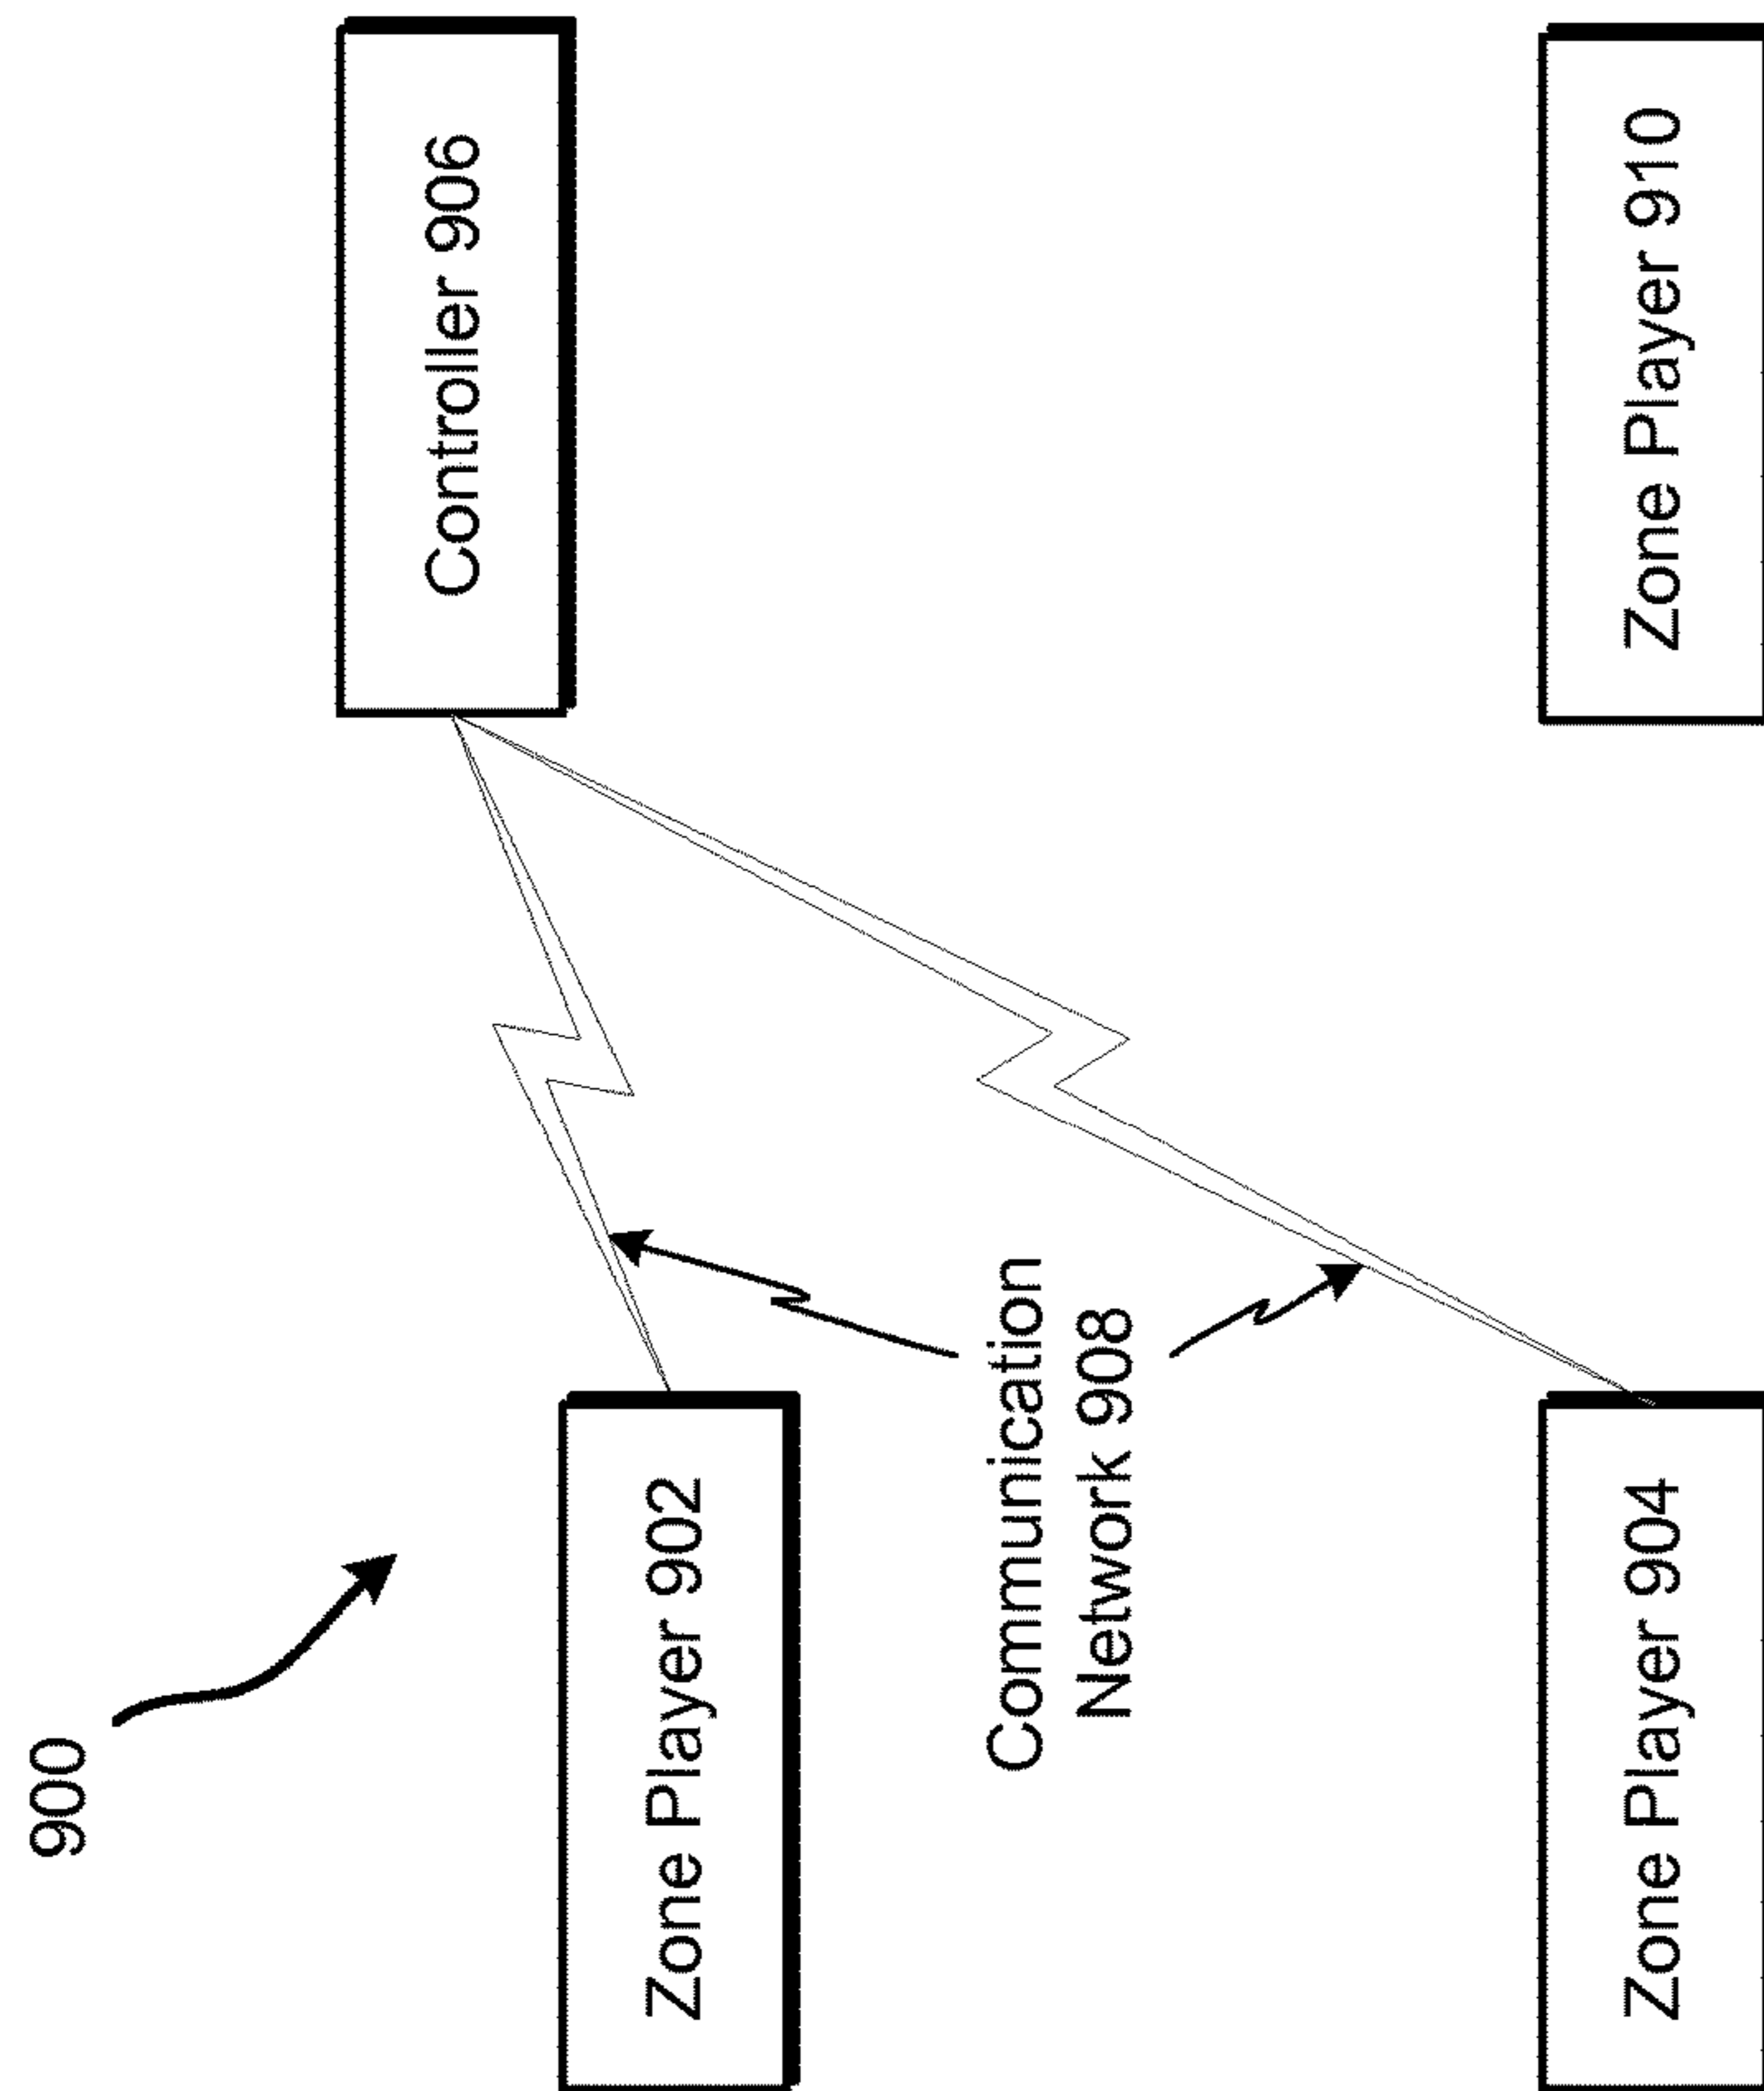 900
Controller 906
Zone Player 902
Communication
Network 908
Zone Player 904
Zone Player 910